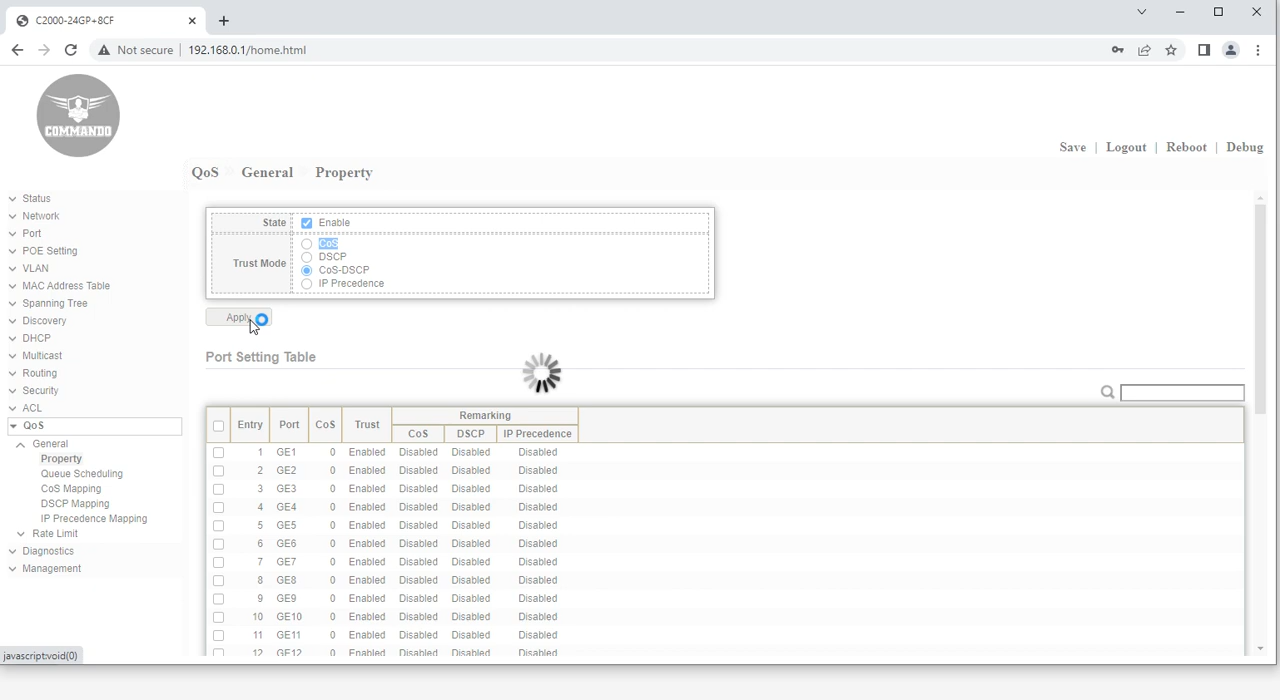 C2000-24GP+8CF
Not secure | 192.168.0.1/home.html
COMMANDO
Save | Logout | Reboot | Debug
QoS General Property
Status
Network
Port
POE Setting
VLAN
MAC Address Table
Spanning Tree
Discovery
DHCP
Multicast
Routing
Security
ACL
QoS
General
Property
Queue Scheduling
CoS Mapping
DSCP Mapping
IP Precedence Mapping
Rate Limit
Diagnostics
Management
State Enable
Trust Mode
CoS
DSCP
CoS-DSCP
IP Precedence
Apply
Port Setting Table
Entry Port CoS Trust Remarking
CoS DSCP IP Precedence
1 GE1 0 Enabled Disabled Disabled Disabled
2 GE2 0 Enabled Disabled Disabled Disabled
3 GE3 0 Enabled Disabled Disabled Disabled
4 GE4 0 Enabled Disabled Disabled Disabled
5 GE5 0 Enabled Disabled Disabled Disabled
6 GE6 0 Enabled Disabled Disabled Disabled
7 GE7 0 Enabled Disabled Disabled Disabled
8 GE8 0 Enabled Disabled Disabled Disabled
9 GE9 0 Enabled Disabled Disabled Disabled
10 GE10 0 Enabled Disabled Disabled Disabled
11 GE11 0 Enabled Disabled Disabled Disabled
12 GE12 0 Enabled Disabled Disabled Disabled
javascript:void(0)